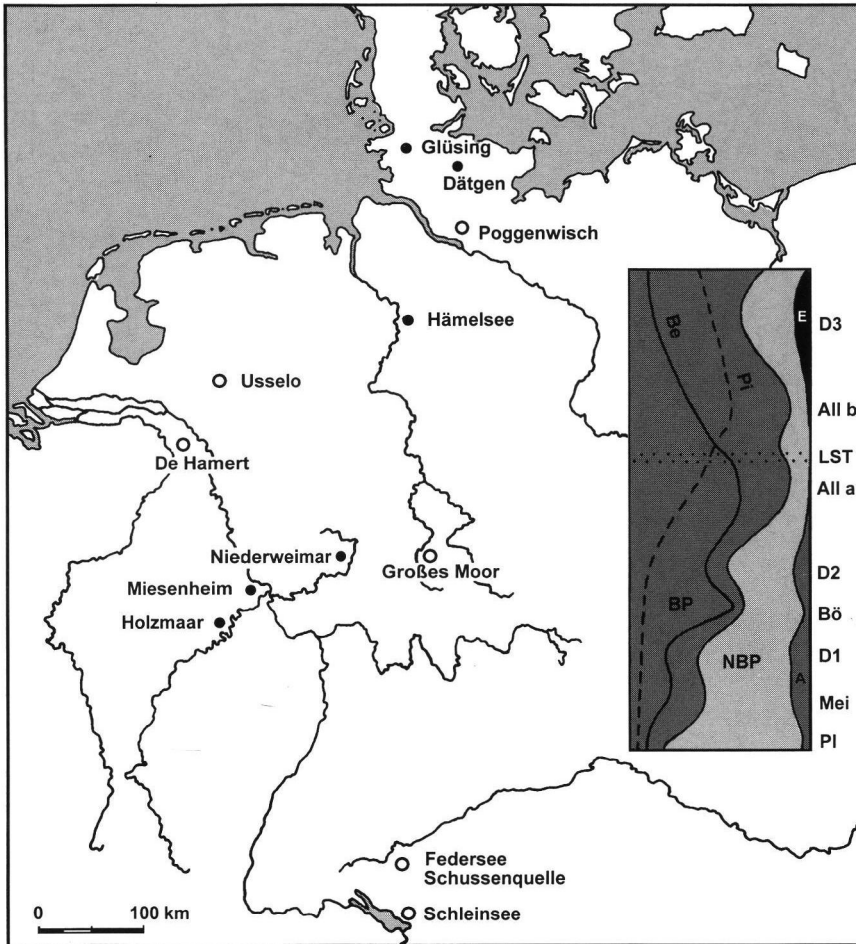 Glüsing
Dätgen
Poggenwisch
Hämelsee
Usselo
De Hamert
Niederweimar
Großes Moor
Miesenheim
Holzmaar
Federsee
Schussenquelle
Schleinsee
0 100 km
Be
Pi
E
D3
All b
LST
All a
D2
BP
Bö
NBP
D1
A
Mei
Pl